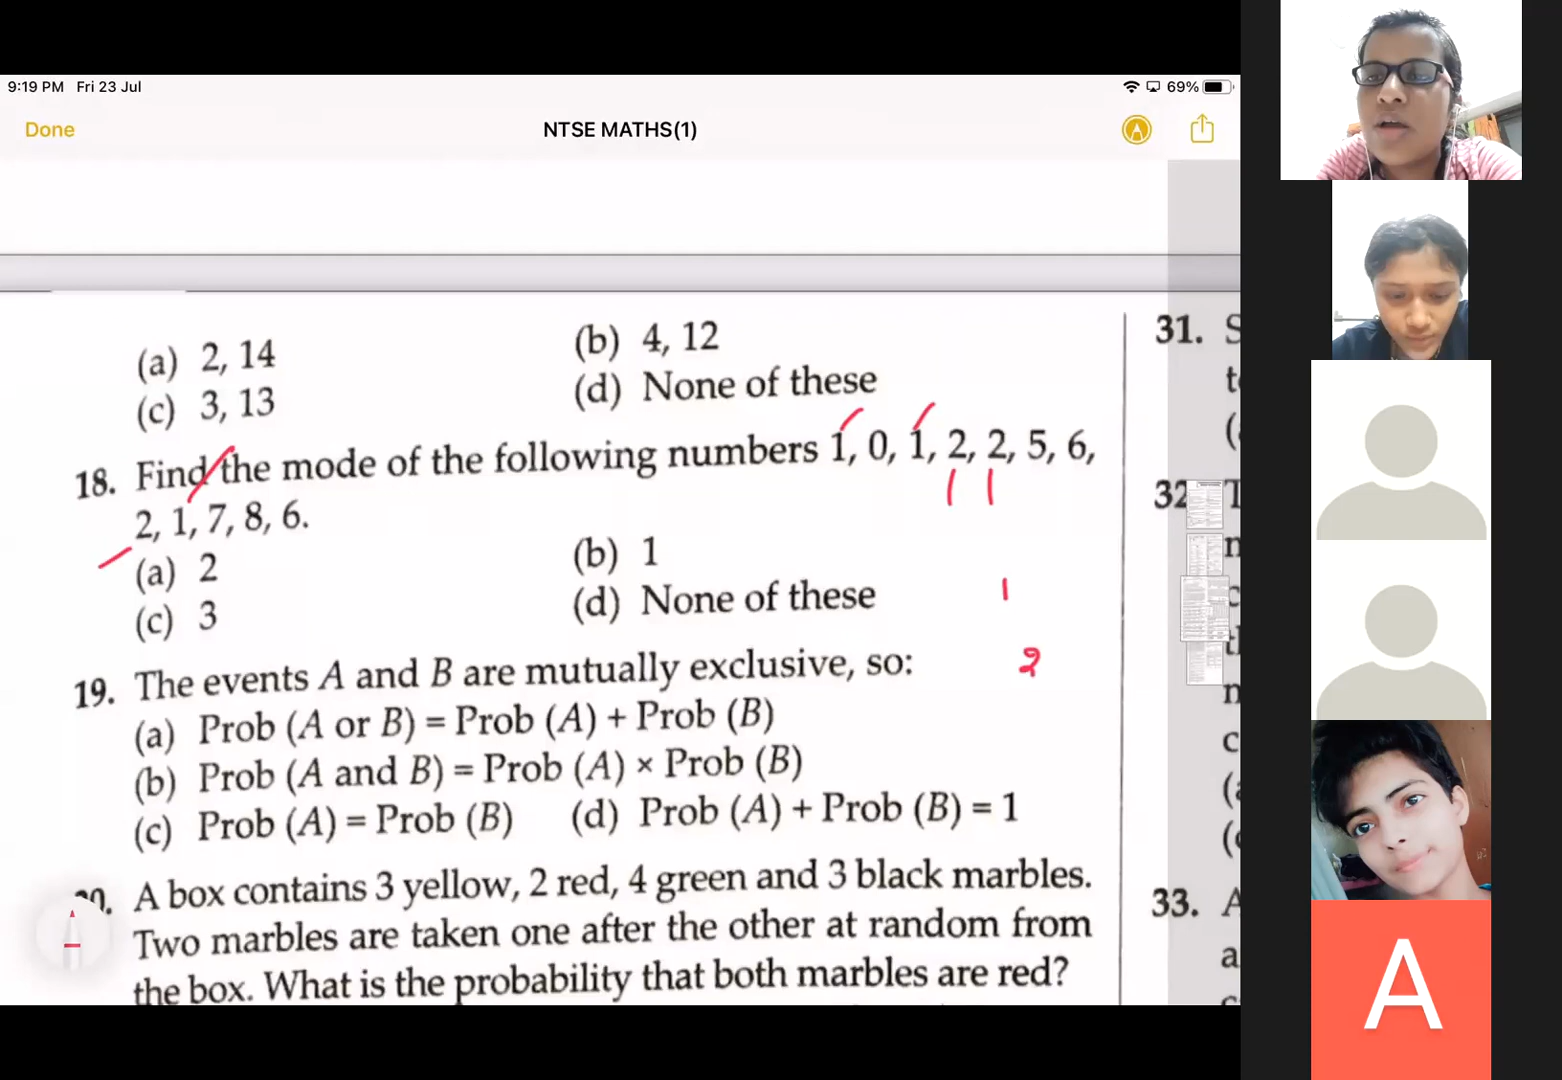 9:19 PM Fri 23 Jul
69%
Done
NTSE MATHS(1)
(a) 2, 14
(b) 4, 12
(c) 3, 13
(d) None of these
18. Find the mode of the following numbers 1, 0, 1, 2, 2, 5, 6,
2, 1, 7, 8, 6.
(a) 2
(b) 1
(c) 3
(d) None of these
1
2
19. The events A and B are mutually exclusive, so:
(a) Prob (A or B) = Prob (A) + Prob (B)
(b) Prob (A and B) = Prob (A) × Prob (B)
(c) Prob (A) = Prob (B) (d) Prob (A) + Prob (B) = 1
A box contains 3 yellow, 2 red, 4 green and 3 black marbles.
Two marbles are taken one after the other at random from
the box. What is the probability that both marbles are red?
31. S
32
33. A
a
A